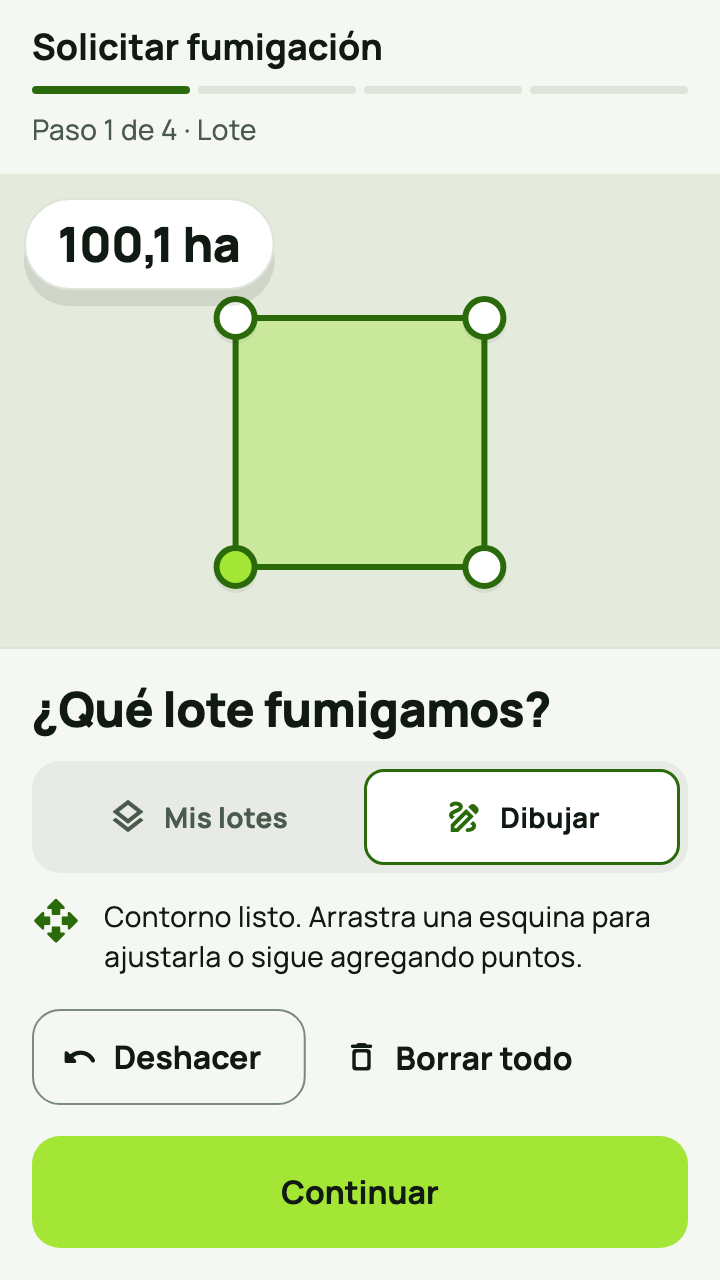 Solicitar fumigación
Paso 1 de 4 · Lote
100,1 ha
¿Qué lote fumigamos?
Mis lotes
Dibujar
Contorno listo. Arrastra una esquina para
ajustarla o sigue agregando puntos.
Deshacer
Borrar todo
Continuar